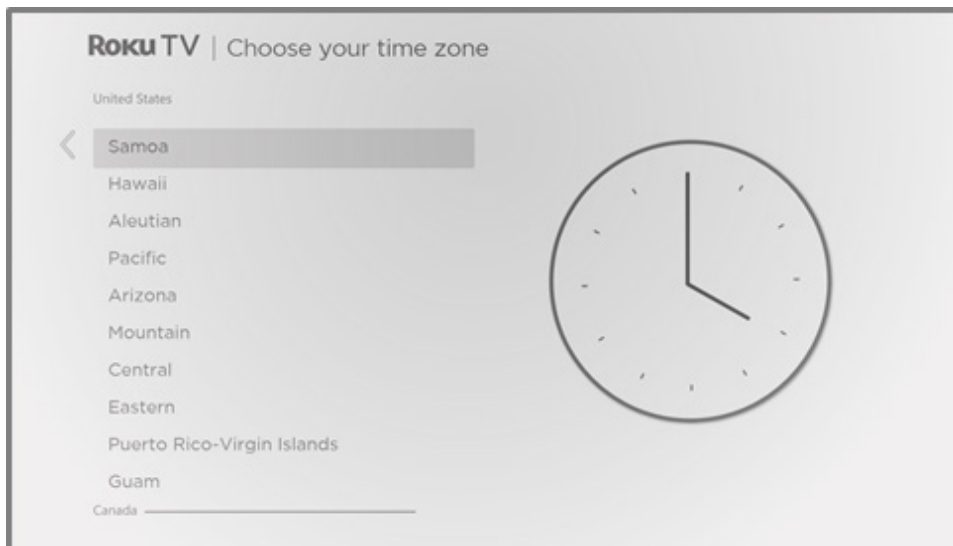 Roku TV | Choose your time zone
United States
Samoa
Hawaii
Aleutian
Pacific
Arizona
Mountain
Central
Eastern
Puerto Rico-Virgin Islands
Guam
Canada